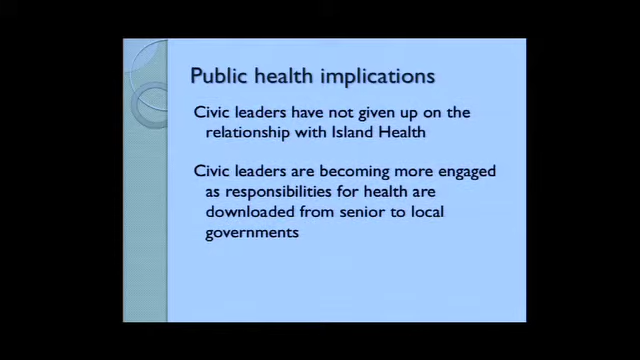 Public health implications
Civic leaders have not given up on the
relationship with Island Health
Civic leaders are becoming more engaged
as responsibilities for health are
downloaded from senior to local
governments